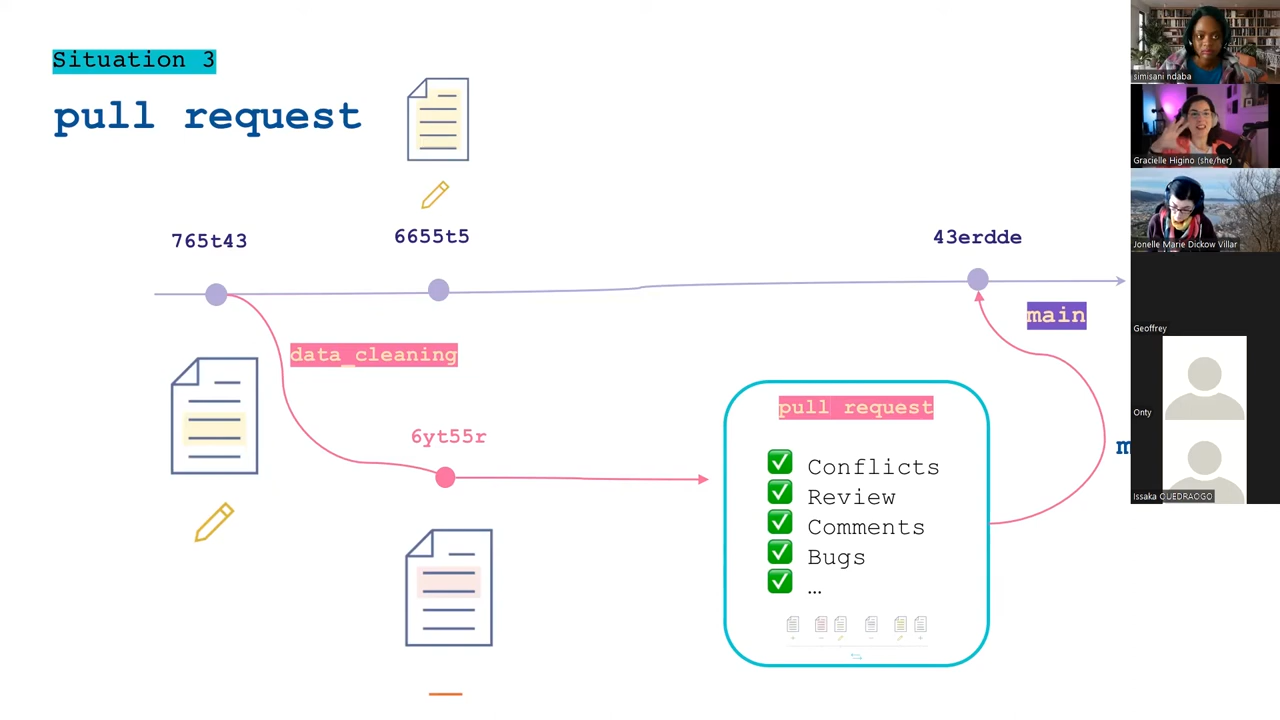 Situation 3
pull request
765t43
6655t5
43erdde
main
data_cleaning
6yt55r
pull request
Conflicts
Review
Comments
Bugs
…
m
simisani ndaba
Gracielle Higino (she/her)
Jonelle Marie Dickow Villar
Geoffrey
Onty
Issaka OUEDRAOGO